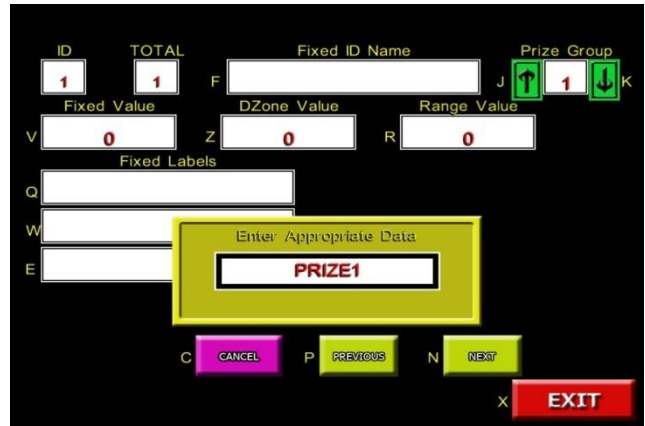 ID TOTAL Fixed ID Name Prize Group
1 1 F J 1 K
Fixed Value DZone Value Range Value
V 0 Z 0 R 0
Fixed Labels
Q
W
Enter Appropriate Data
E
PRIZE1
C CANCEL P PREVIOUS N NEXT
X EXIT